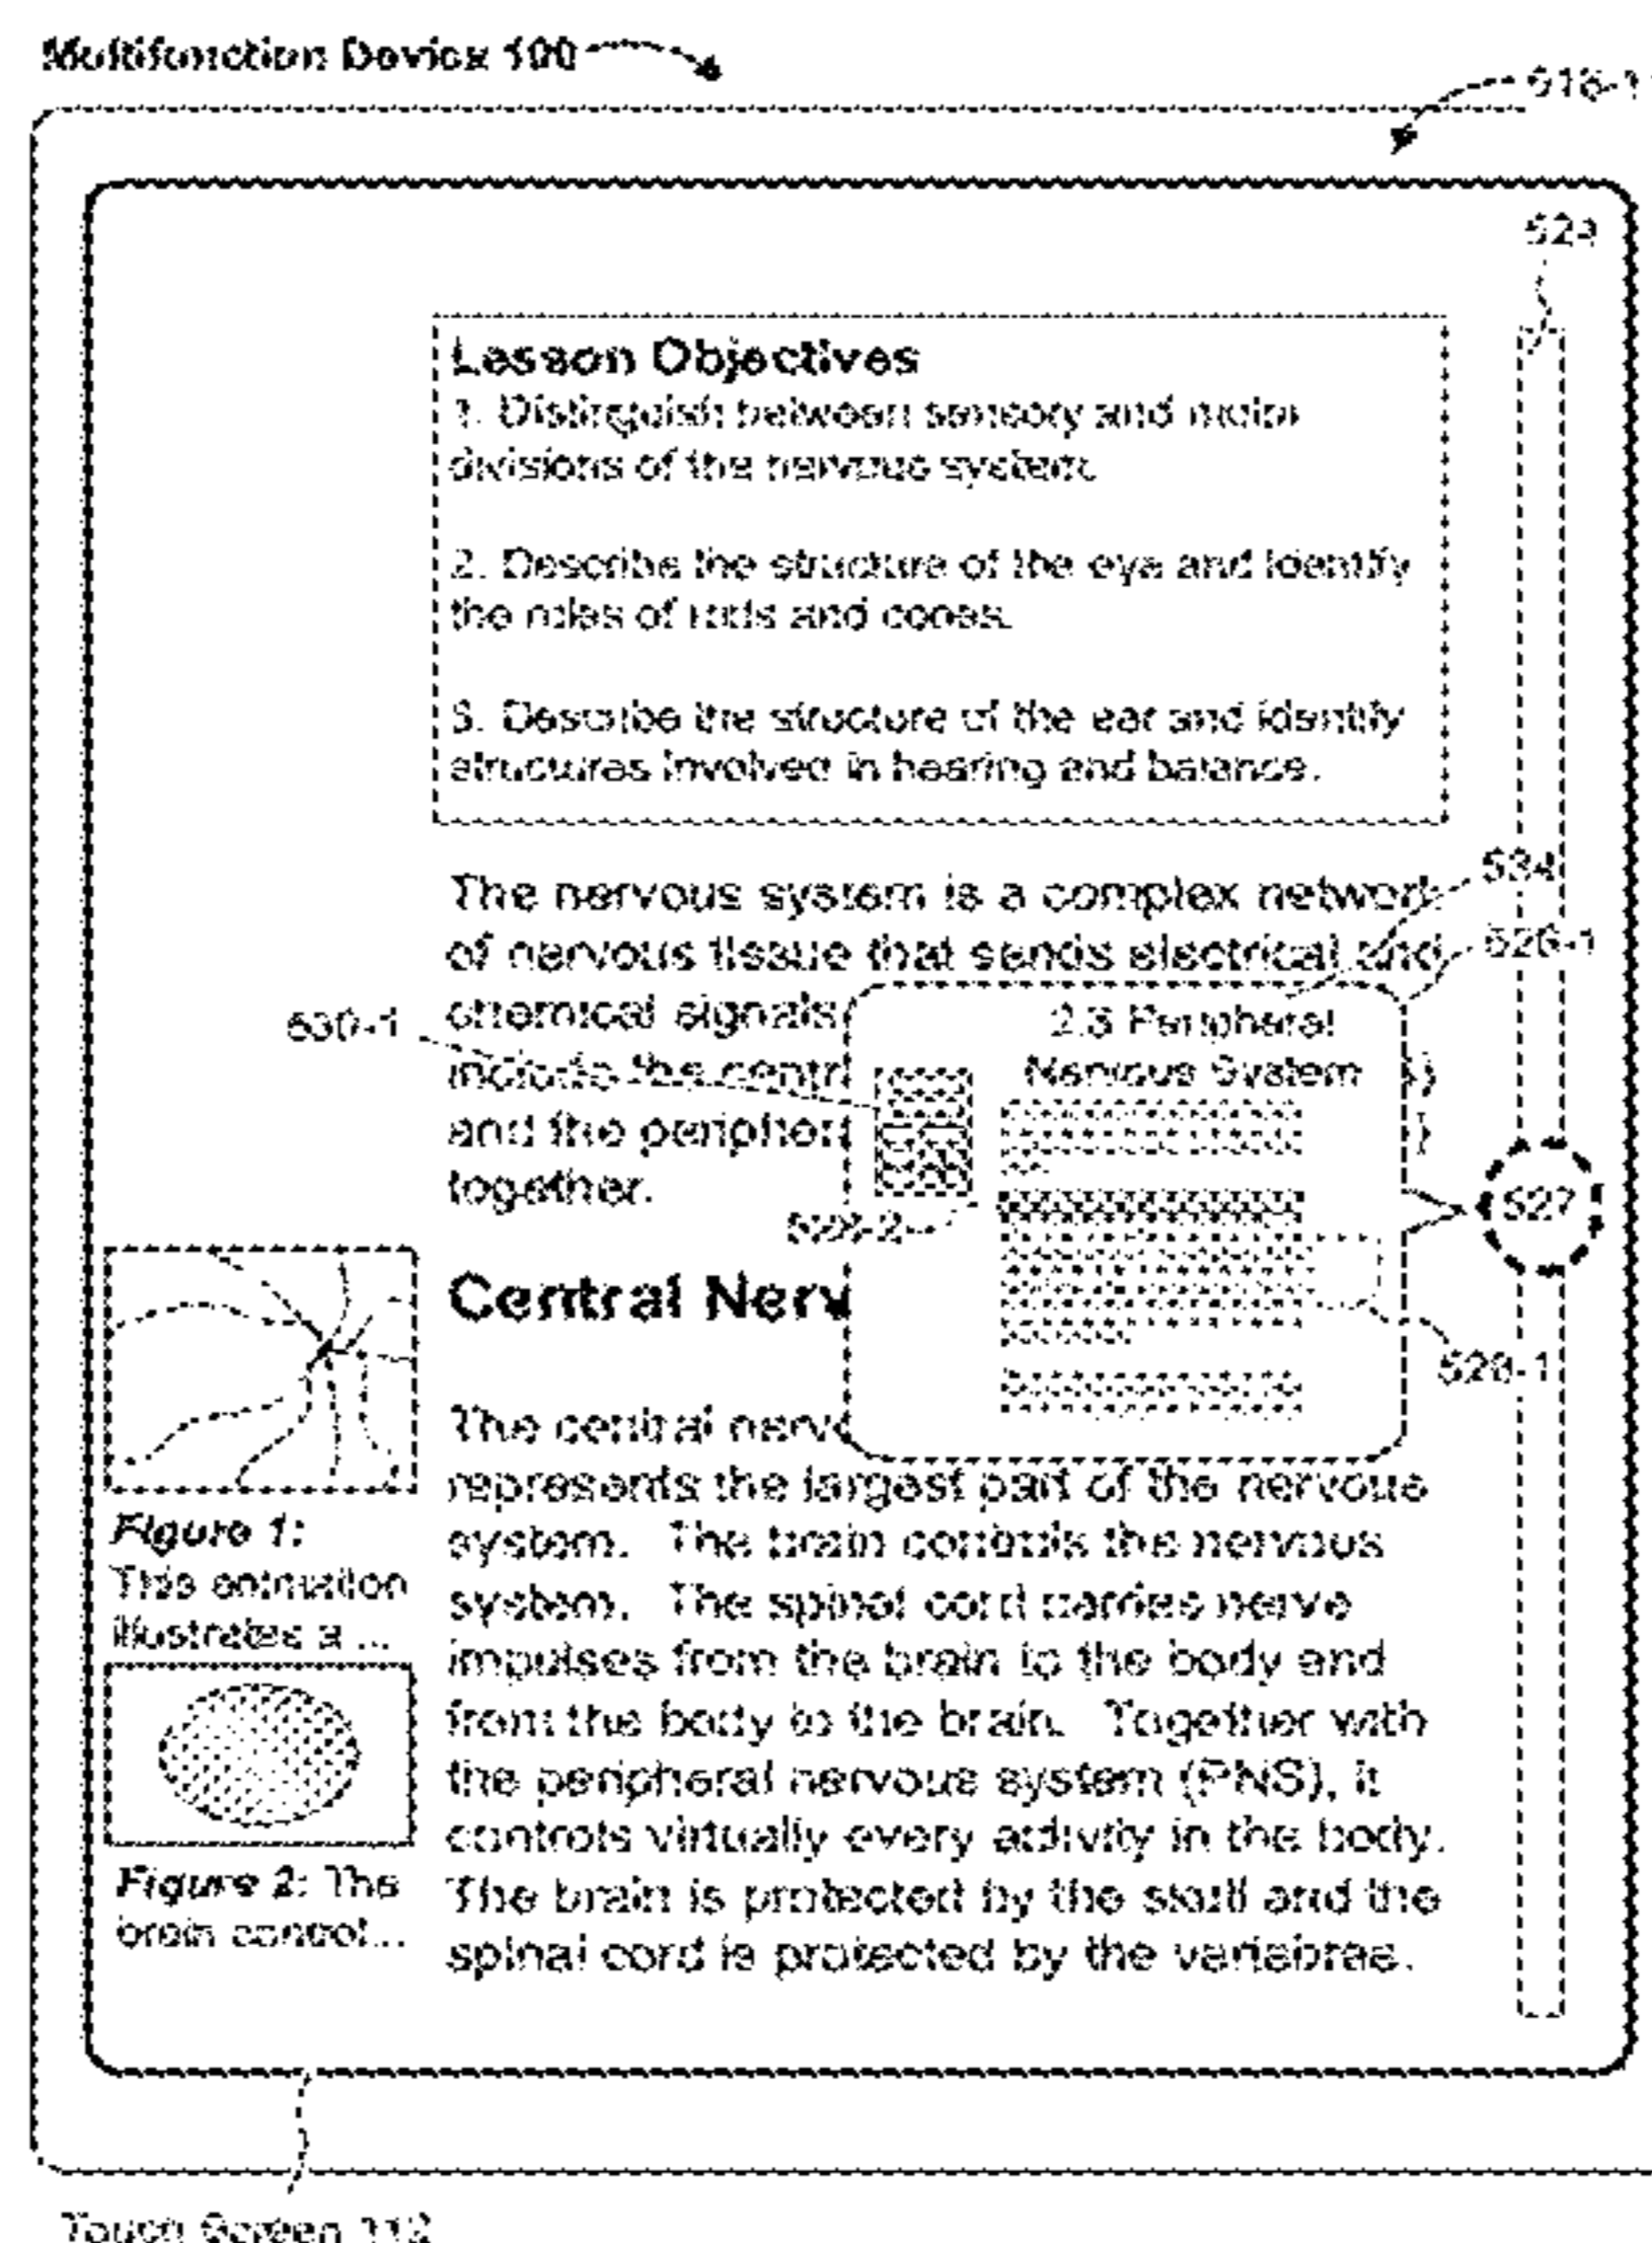 Multifunction Device 100
524
Lesson Objectives
1. Distinguish between sensory and motor
divisions of the nervous system.
2. Describe the structure of the eye and identify
the roles of rods and cones.
3. Describe the structure of the ear and identify
structures involved in hearing and balance.
534
The nervous system is a complex network
of nervous tissue that sends electrical and
526-1
chemical signals
530-1
2.3 Peripheral
include the centr
Nervous System
and the peripher
together.
527
Central Nerv
The central nerv
represents the largest part of the nervous
system. The brain controls the nervous
system. The spinal cord carries nerve
impulses from the brain to the body and
from the body to the brain. Together with
the peripheral nervous system (PNS), it
controls virtually every activity in the body.
The brain is protected by the skull and the
spinal cord is protected by the vertebrae.
Figure 1:
This animation
illustrates a ...
Figure 2: The
brain control...
Touch Screen 112